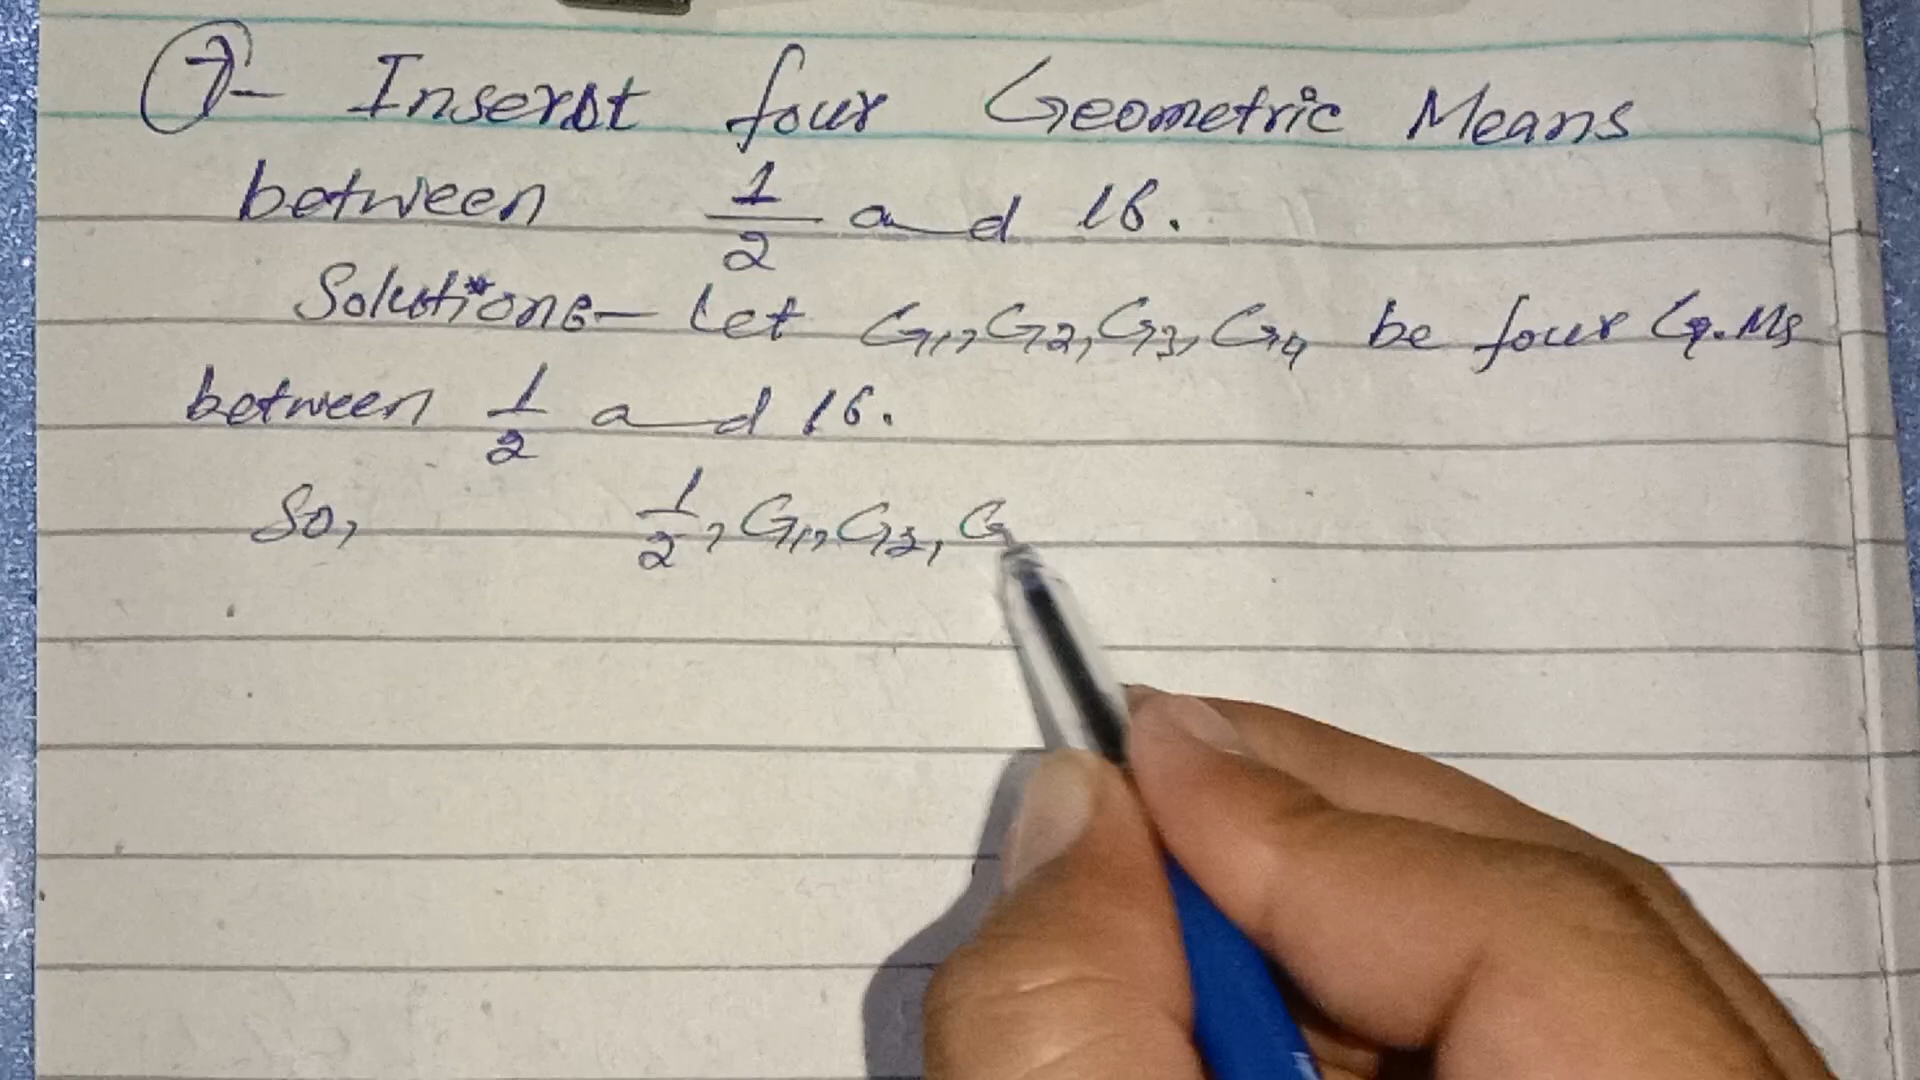 7- Insert four Geometric Means
between 1/2 and 16.
Solution:- Let G1, G2, G3, G4 be four G.Ms
between 1/2 and 16.
So, 1/2, G1, G2, G